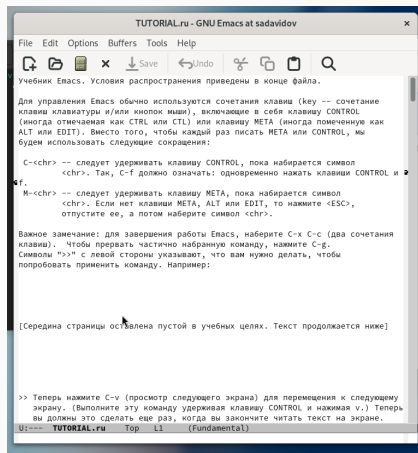 TUTORIAL.ru - GNU Emacs at sadavidov
File Edit Options Buffers Tools Help
Save Undo
Учебник Emacs. Условия распространения приведены в конце файла.
Для управления Emacs обычно используются сочетания клавиш (key -- сочетание
клавиш клавиатуры и/или кнопок мыши), включающие в себя клавишу CONTROL
(иногда отмечаемая как CTRL или CTL) или клавишу META (иногда помеченную как
ALT или EDIT). Вместо того, чтобы каждый раз писать META или CONTROL, мы
будем использовать следующие сокращения:
C-<chr> -- следует удерживать клавишу CONTROL, пока набирается символ
<chr>. Так, C-f должно означать: одновременно нажать клавиши CONTROL и
f.
M-<chr> -- следует удерживать клавишу META, пока набирается символ
<chr>. Если нет клавиши META, ALT или EDIT, то нажмите <ESC>,
отпустите ее, а потом наберите символ <chr>.
Важное замечание: для завершения работы Emacs, наберите C-x C-c (два сочетания
клавиш). Чтобы прервать частично набранную команду, нажмите C-g.
Символы ">>" с левой стороны указывают, что вам нужно делать, чтобы
попробовать применить команду. Например:
[Середина страницы оставлена пустой в учебных целях. Текст продолжается ниже]
>> Теперь нажмите C-v (просмотр следующего экрана) для перемещения к следующему
экрану. (Выполните эту команду удерживая клавишу CONTROL и нажимая v.) Теперь
вы должны это сделать еще раз, когда вы закончите читать текст на экране.
U:--- TUTORIAL.ru Top L1 (Fundamental)